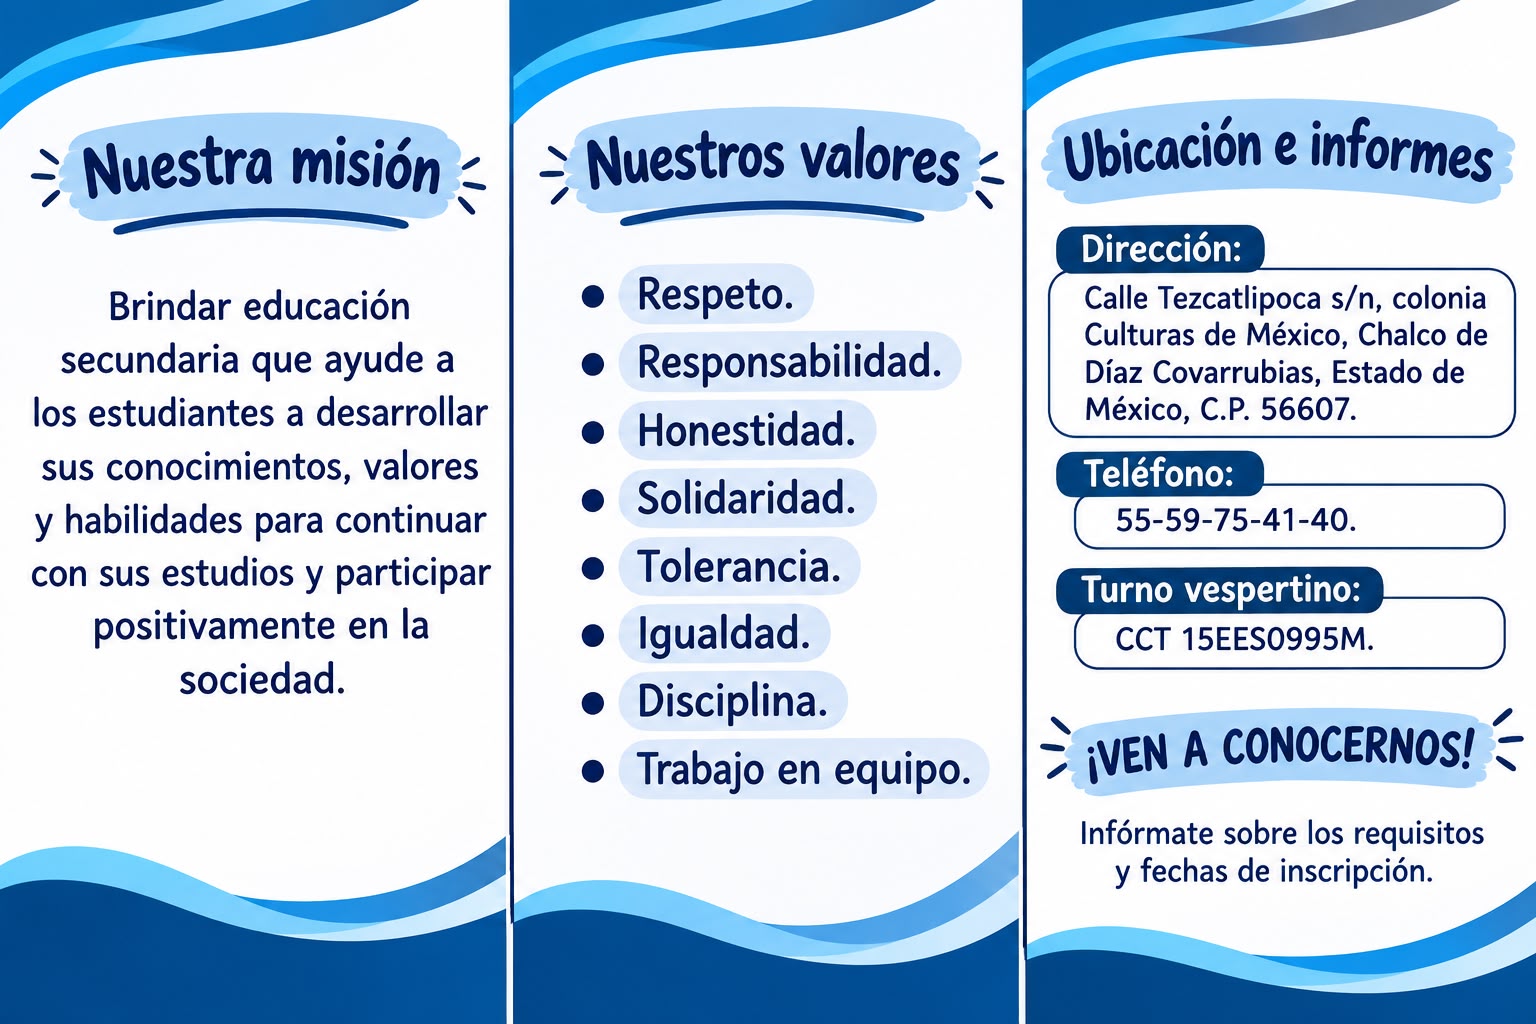 Nuestra misión
Brindar educación
secundaria que ayude a
los estudiantes a desarrollar
sus conocimientos, valores
y habilidades para continuar
con sus estudios y participar
positivamente en la
sociedad.
Nuestros valores
● Respeto.
● Responsabilidad.
● Honestidad.
● Solidaridad.
● Tolerancia.
● Igualdad.
● Disciplina.
● Trabajo en equipo.
Ubicación e informes
Dirección:
Calle Tezcatlipoca s/n, colonia
Culturas de México, Chalco de
Díaz Covarrubias, Estado de
México, C.P. 56607.
Teléfono:
55-59-75-41-40.
Turno vespertino:
CCT 15EES0995M.
¡VEN A CONOCERNOS!
Infórmate sobre los requisitos
y fechas de inscripción.